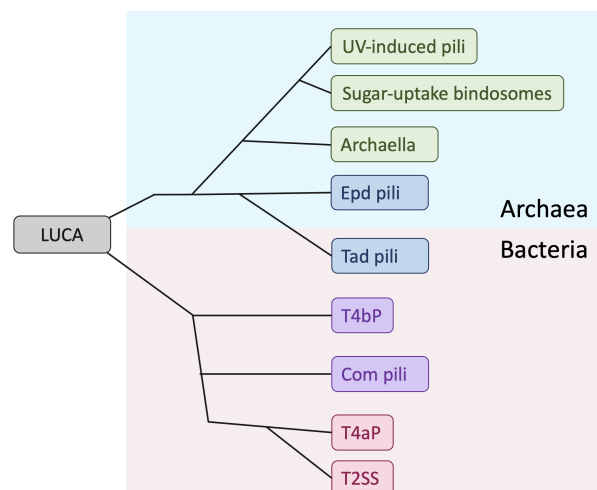 UV-induced pili
Sugar-uptake bindosomes
Archaella
Epd pili
Archaea
LUCA
Bacteria
Tad pili
T4bP
Com pili
T4aP
T2SS